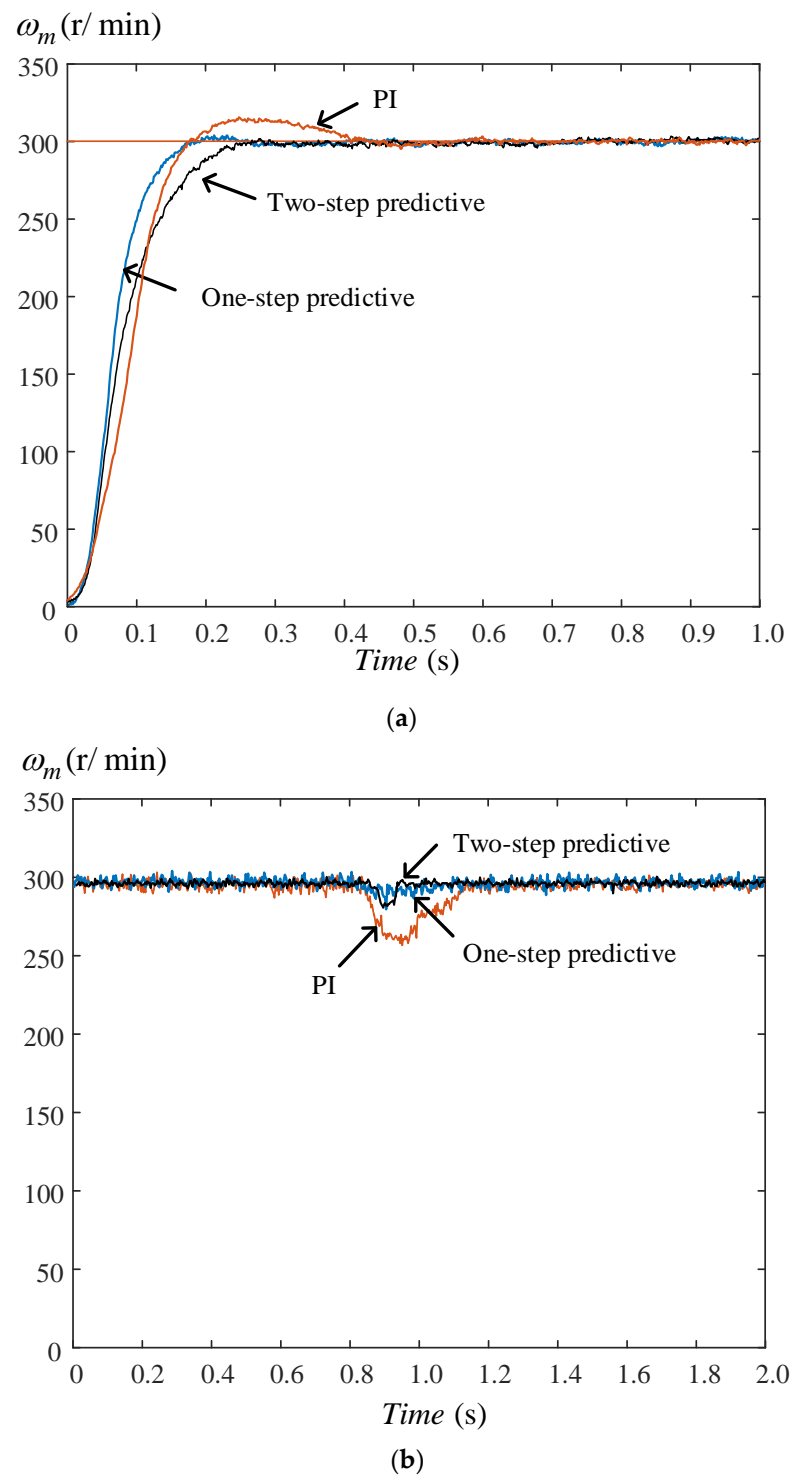 ω_m (r/ min)
350
300
250
200
150
100
50
0
PI
Two-step predictive
One-step predictive
0 0.1 0.2 0.3 0.4 0.5 0.6 0.7 0.8 0.9 1.0
Time (s)
(a)
ω_m (r/ min)
350
300
250
200
150
100
50
0
Two-step predictive
One-step predictive
PI
0 0.2 0.4 0.6 0.8 1.0 1.2 1.4 1.6 1.8 2.0
Time (s)
(b)